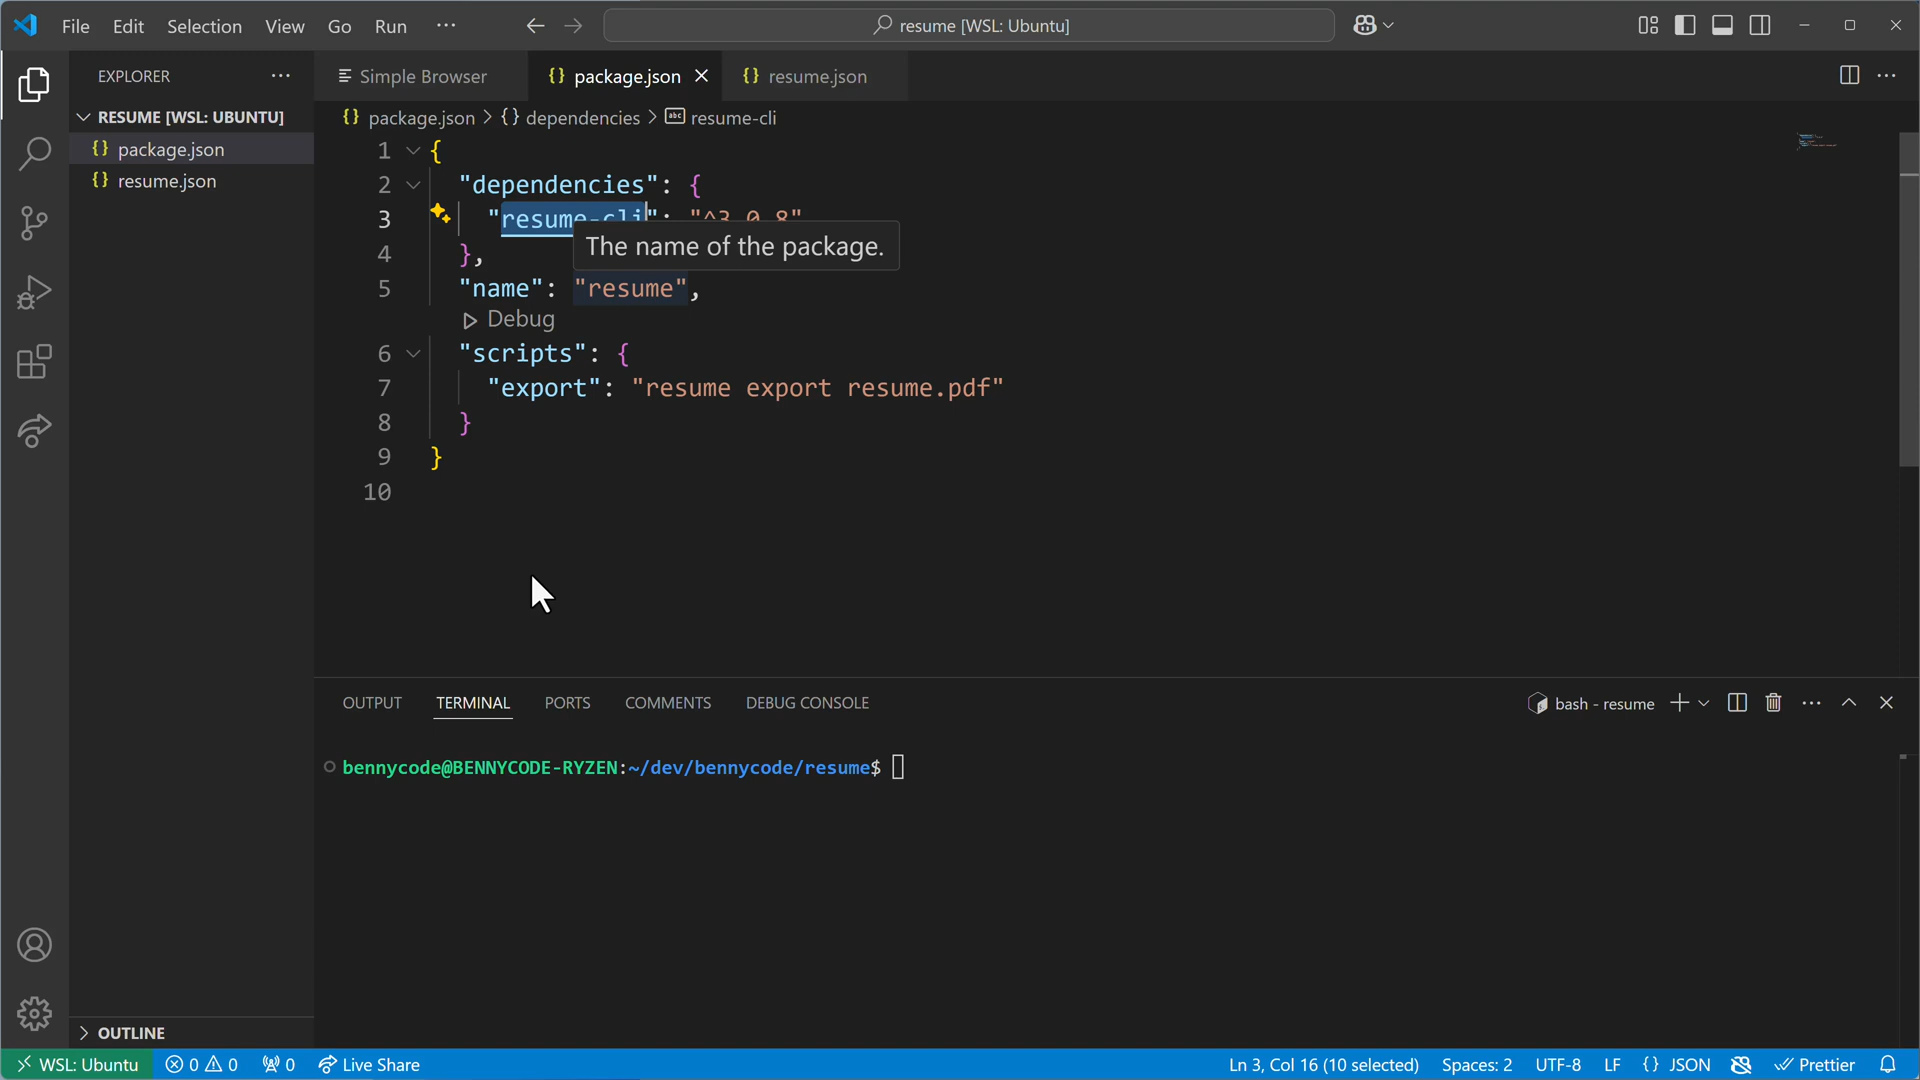 File Edit Selection View Go Run ···
resume [WSL: Ubuntu]
EXPLORER
Simple Browser
{} package.json
{} resume.json
RESUME [WSL: UBUNTU]
{} package.json
{} resume.json
{} package.json > {} dependencies > abc resume-cli
1 {
2 "dependencies": {
3 "resume-cli": "^3.0.8"
The name of the package.
4 },
5 "name": "resume",
Debug
6 "scripts": {
7 "export": "resume export resume.pdf"
8 }
9 }
10
OUTPUT TERMINAL PORTS COMMENTS DEBUG CONSOLE
bash - resume
bennycode@BENNYCODE-RYZEN:~/dev/bennycode/resume$
OUTLINE
WSL: Ubuntu 0 0 0 Live Share Ln 3, Col 16 (10 selected) Spaces: 2 UTF-8 LF {} JSON Prettier